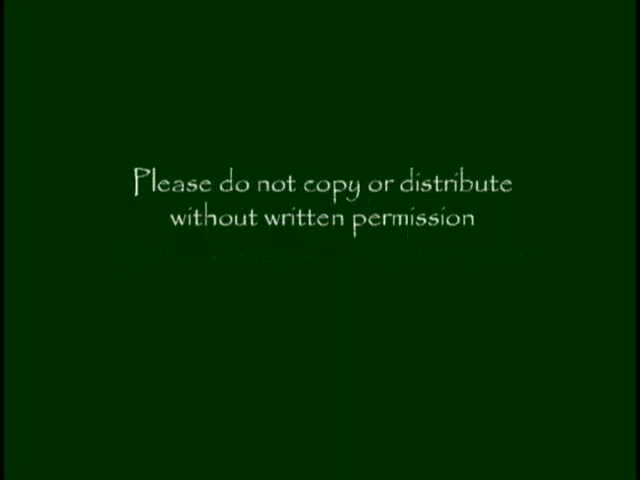 Please do not copy or distribute
without written permission